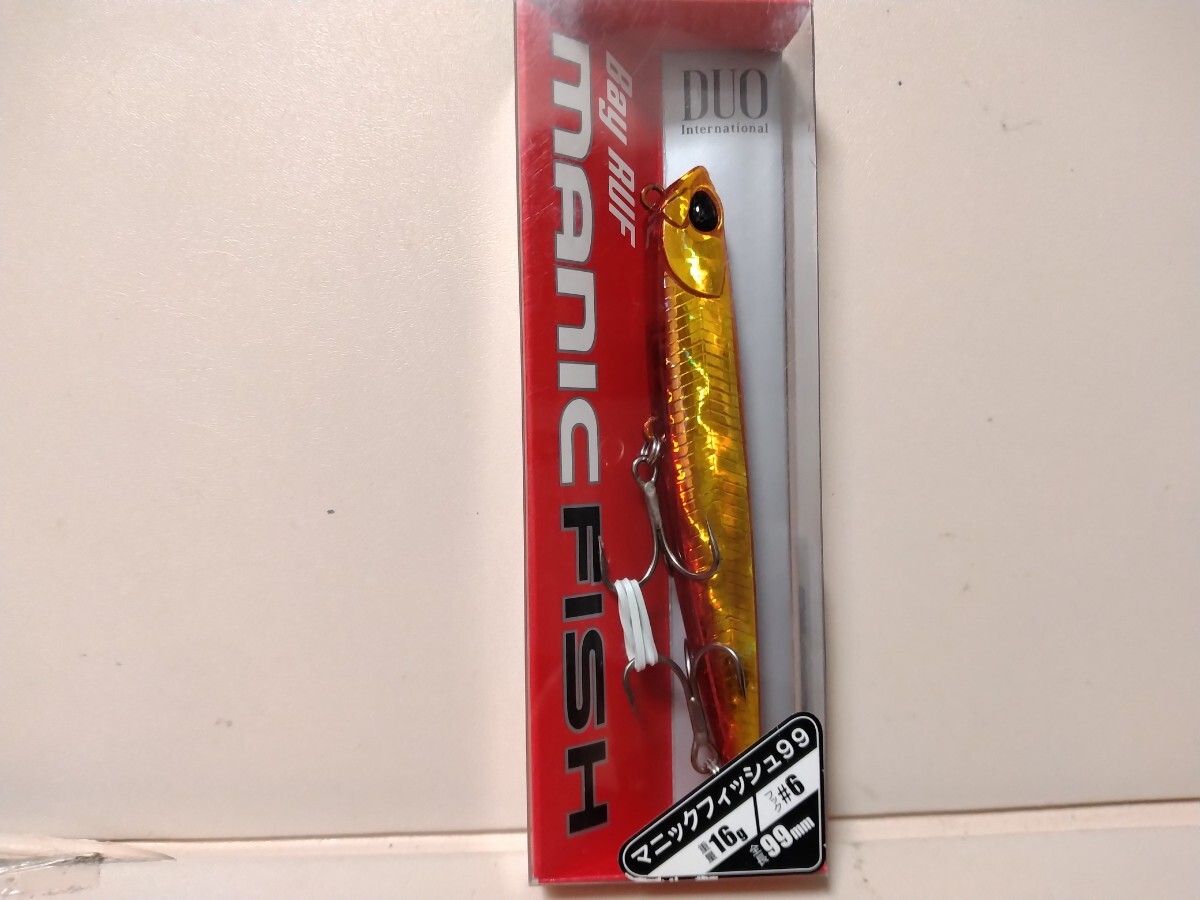 Bay RUF
MANIC FISH
DUO
International
マニックフィッシュ99
重量16g
フック#6
全長99mm